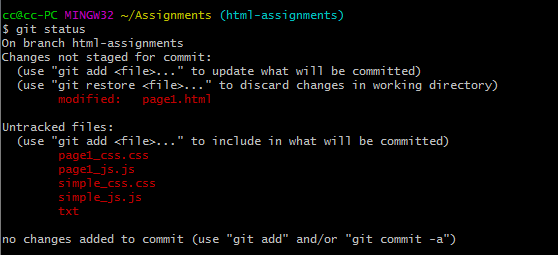 cc@cc-PC MINGW32 ~/Assignments (html-assignments)
$ git status
On branch html-assignments
Changes not staged for commit:
  (use "git add <file>..." to update what will be committed)
  (use "git restore <file>..." to discard changes in working directory)
        modified:   page1.html

Untracked files:
  (use "git add <file>..." to include in what will be committed)
        page1_css.css
        page1_js.js
        simple_css.css
        simple_js.js
        txt

no changes added to commit (use "git add" and/or "git commit -a")